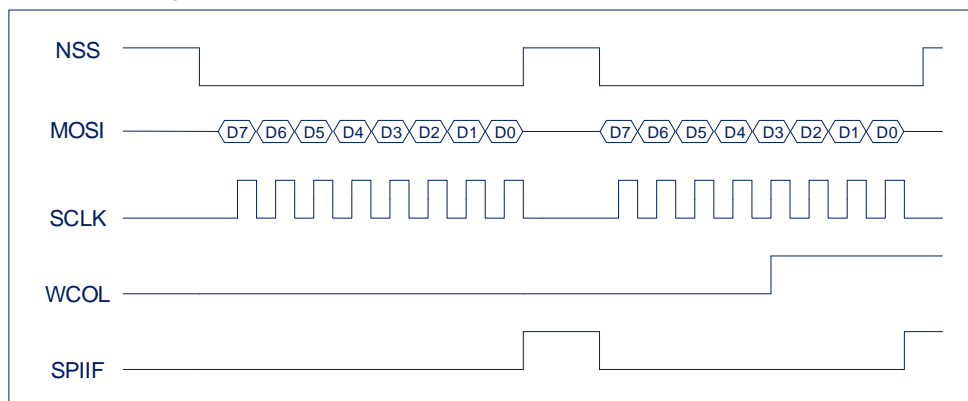 NSS
MOSI D7 D6 D5 D4 D3 D2 D1 D0 D7 D6 D5 D4 D3 D2 D1 D0
SCLK
WCOL
SPIIF